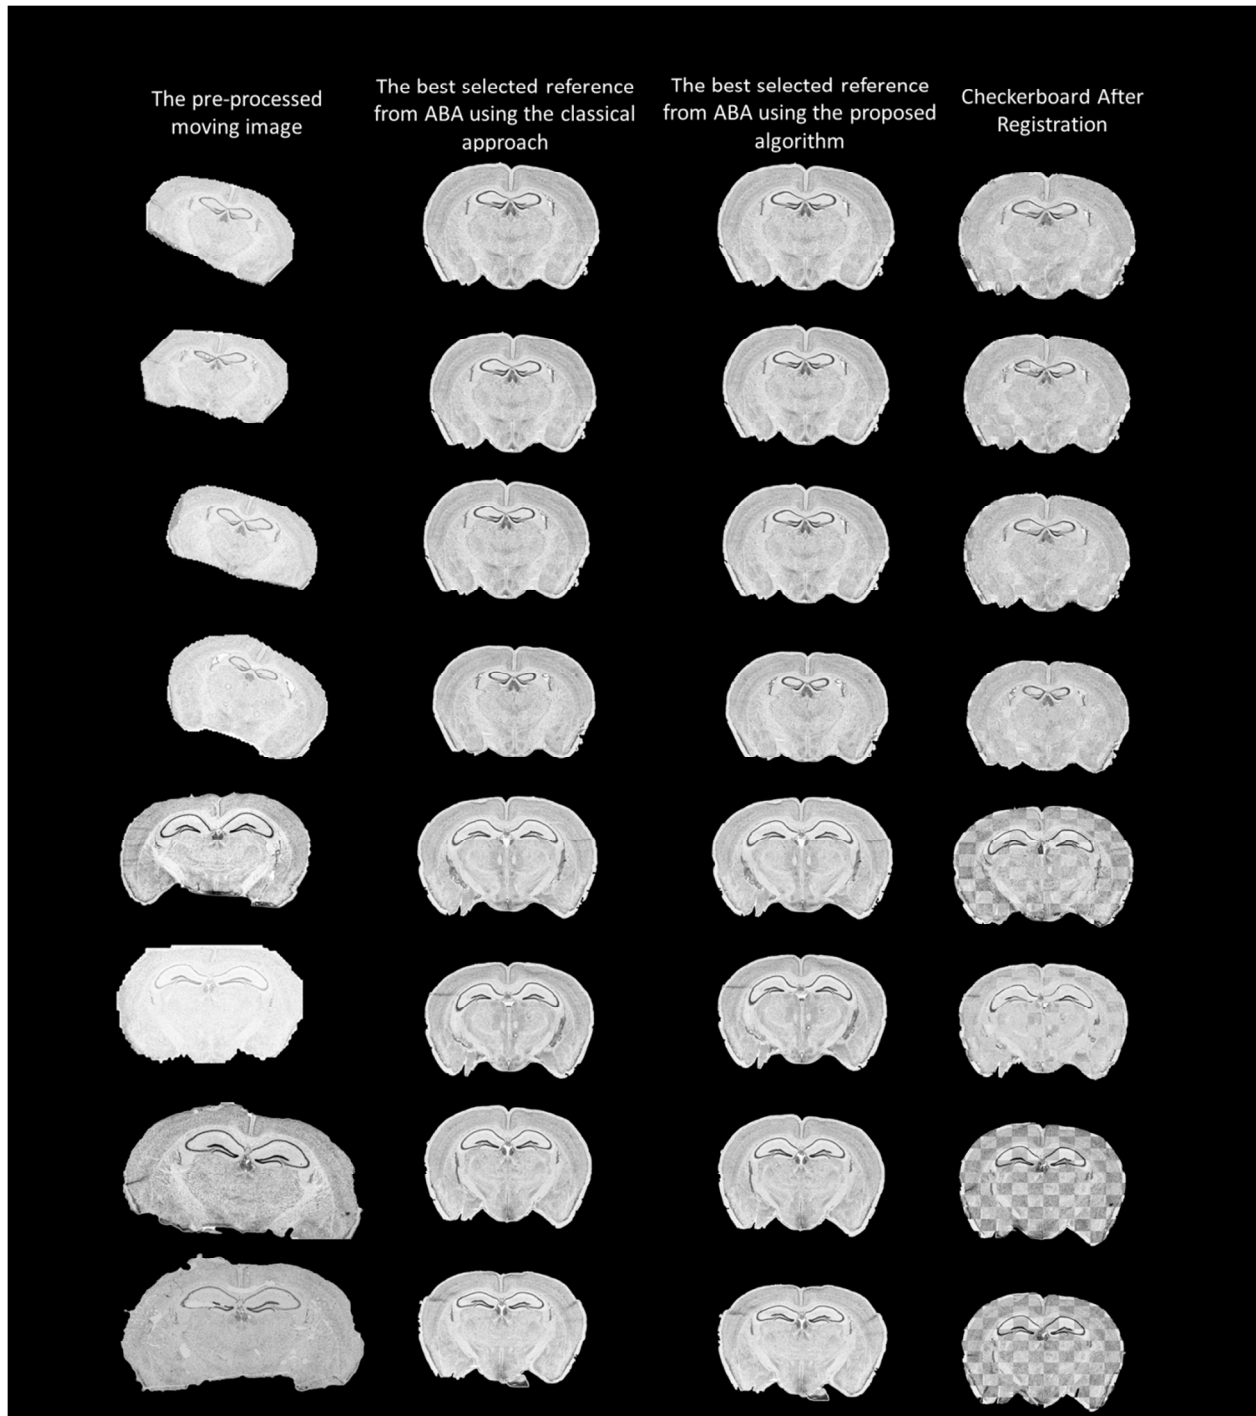 The pre-processed
moving image
The best selected reference
from ABA using the classical
approach
The best selected reference
from ABA using the proposed
algorithm
Checkerboard After
Registration